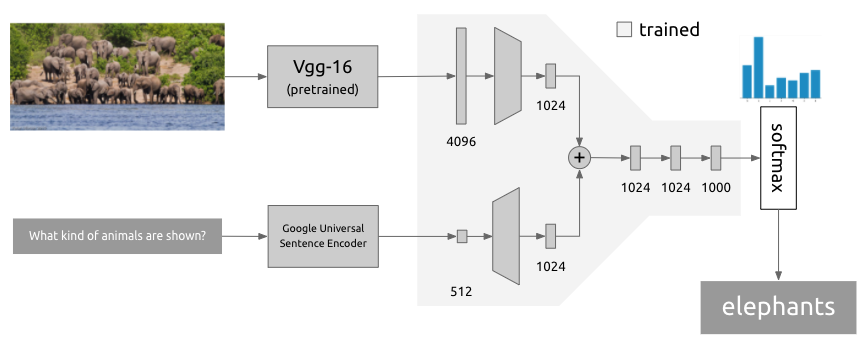 trained
Vgg-16
(pretrained)
4096
1024
+
1024
1024
1000
softmax
What kind of animals are shown?
Google Universal
Sentence Encoder
512
1024
elephants